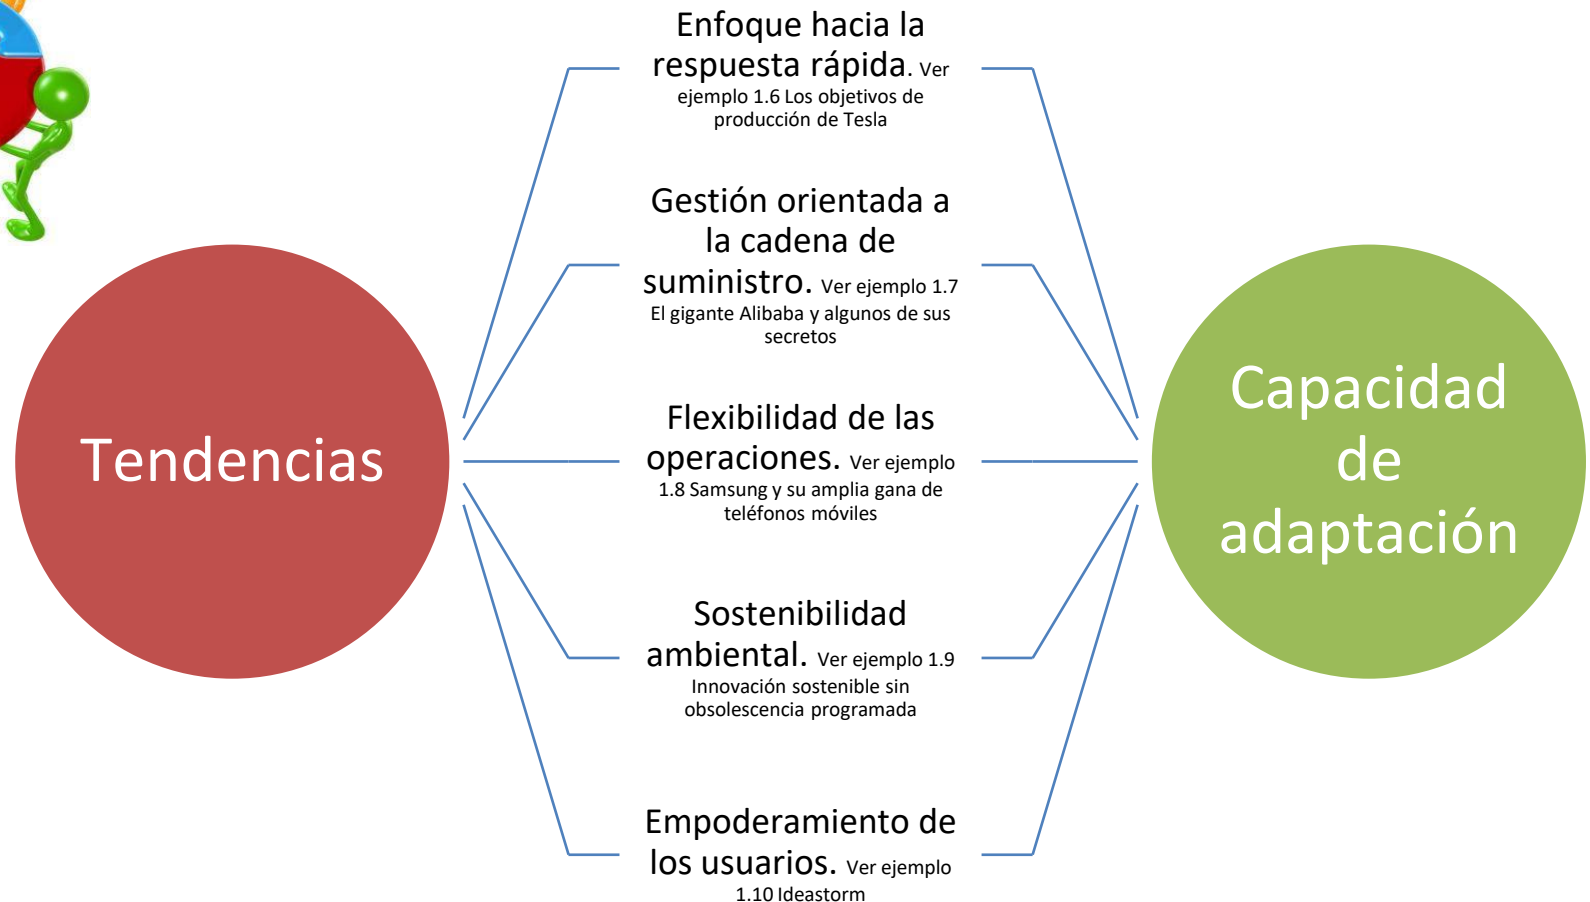 Enfoque hacia la
respuesta rápida. Ver
ejemplo 1.6 Los objetivos de
producción de Tesla
Gestión orientada a
la cadena de
suministro. Ver ejemplo 1.7
El gigante Alibaba y algunos de sus
secretos
Tendencias
Flexibilidad de las
operaciones. Ver ejemplo
1.8 Samsung y su amplia gana de
teléfonos móviles
Capacidad
de
adaptación
Sostenibilidad
ambiental. Ver ejemplo 1.9
Innovación sostenible sin
obsolescencia programada
Empoderamiento de
los usuarios. Ver ejemplo
1.10 Ideastorm